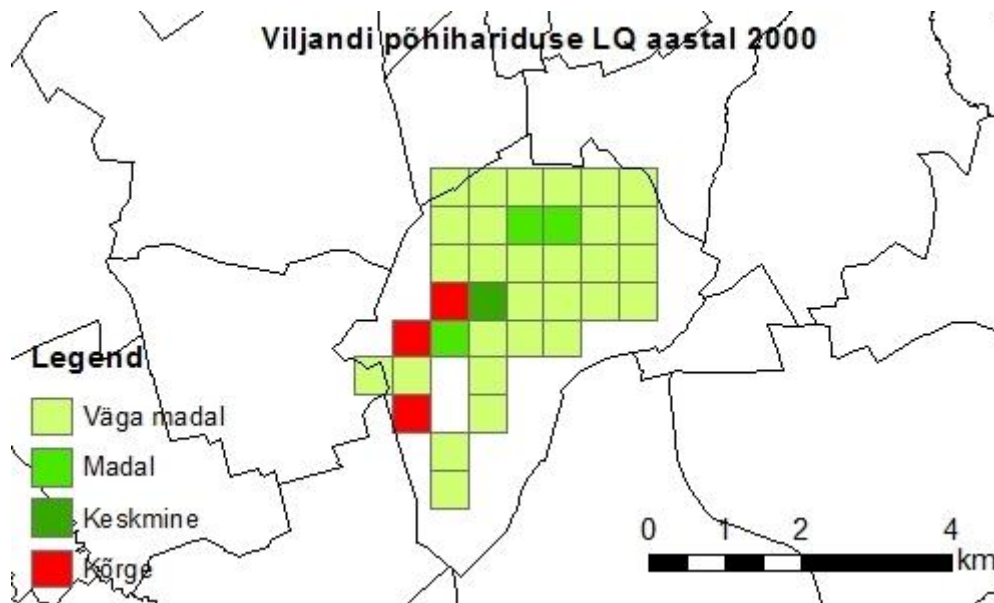 Viljandi põhihariduse LQ aastal 2000
Legend
Väga madal
Madal
Keskmine
Kõrge
0 1 2 4
km